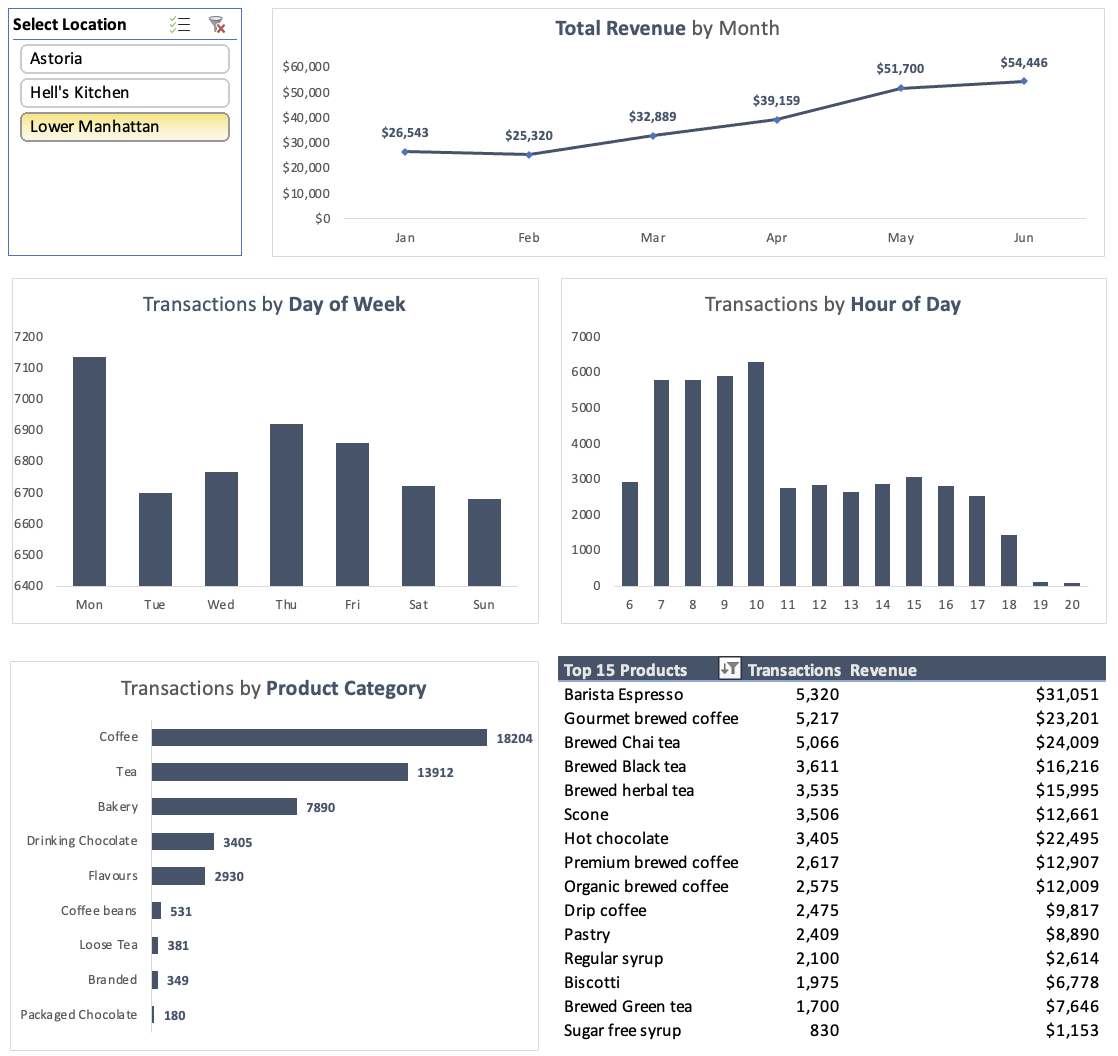 Select Location
Astoria
Hell's Kitchen
Lower Manhattan
Total Revenue by Month
$60,000
$50,000
$40,000
$30,000
$20,000
$10,000
$0
$26,543
$25,320
$32,889
$39,159
$51,700
$54,446
Jan Feb Mar Apr May Jun
Transactions by Day of Week
7200
7100
7000
6900
6800
6700
6600
6500
6400
Mon Tue Wed Thu Fri Sat Sun
Transactions by Hour of Day
7000
6000
5000
4000
3000
2000
1000
0
6 7 8 9 10 11 12 13 14 15 16 17 18 19 20
Transactions by Product Category
Coffee 18204
Tea 13912
Bakery 7890
Drinking Chocolate 3405
Flavours 2930
Coffee beans 531
Loose Tea 381
Branded 349
Packaged Chocolate 180
Top 15 Products Transactions Revenue
Barista Espresso 5,320 $31,051
Gourmet brewed coffee 5,217 $23,201
Brewed Chai tea 5,066 $24,009
Brewed Black tea 3,611 $16,216
Brewed herbal tea 3,535 $15,995
Scone 3,506 $12,661
Hot chocolate 3,405 $22,495
Premium brewed coffee 2,617 $12,907
Organic brewed coffee 2,575 $12,009
Drip coffee 2,475 $9,817
Pastry 2,409 $8,890
Regular syrup 2,100 $2,614
Biscotti 1,975 $6,778
Brewed Green tea 1,700 $7,646
Sugar free syrup 830 $1,153